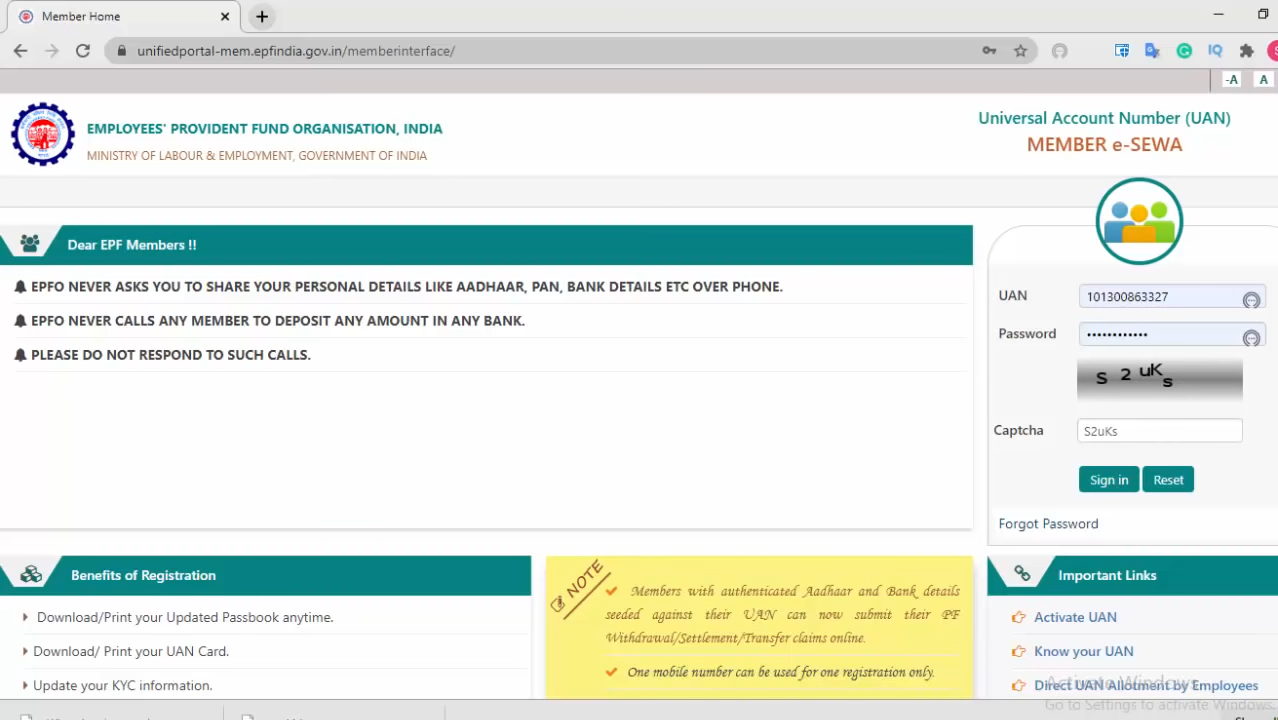 Member Home
unifiedportal-mem.epfindia.gov.in/memberinterface/
-A A
EMPLOYEES' PROVIDENT FUND ORGANISATION, INDIA
MINISTRY OF LABOUR & EMPLOYMENT, GOVERNMENT OF INDIA
Universal Account Number (UAN)
MEMBER e-SEWA
Dear EPF Members !!
EPFO NEVER ASKS YOU TO SHARE YOUR PERSONAL DETAILS LIKE AADHAAR, PAN, BANK DETAILS ETC OVER PHONE.
EPFO NEVER CALLS ANY MEMBER TO DEPOSIT ANY AMOUNT IN ANY BANK.
PLEASE DO NOT RESPOND TO SUCH CALLS.
UAN 101300863327
Password ••••••••••••
S 2 uK s
Captcha S2uKs
Sign in Reset
Forgot Password
Benefits of Registration
Download/Print your Updated Passbook anytime.
Download/ Print your UAN Card.
Update your KYC information.
NOTE
Members with authenticated Aadhaar and Bank details
seeded against their UAN can now submit their PF
Withdrawal/Settlement/Transfer claims online.
One mobile number can be used for one registration only.
Important Links
Activate UAN
Know your UAN
Direct UAN Allotment by Employees
Activate Windows
Go to Settings to activate Windows.